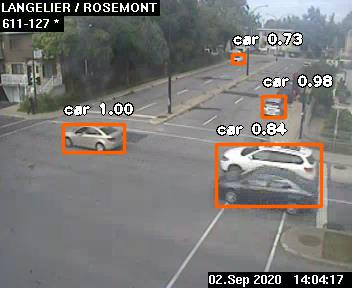 LANGELIER / ROSEMONT
611-127 *
car 0.73
car 0.98
car 1.00
car 0.84
02.Sep 2020 14:04:17